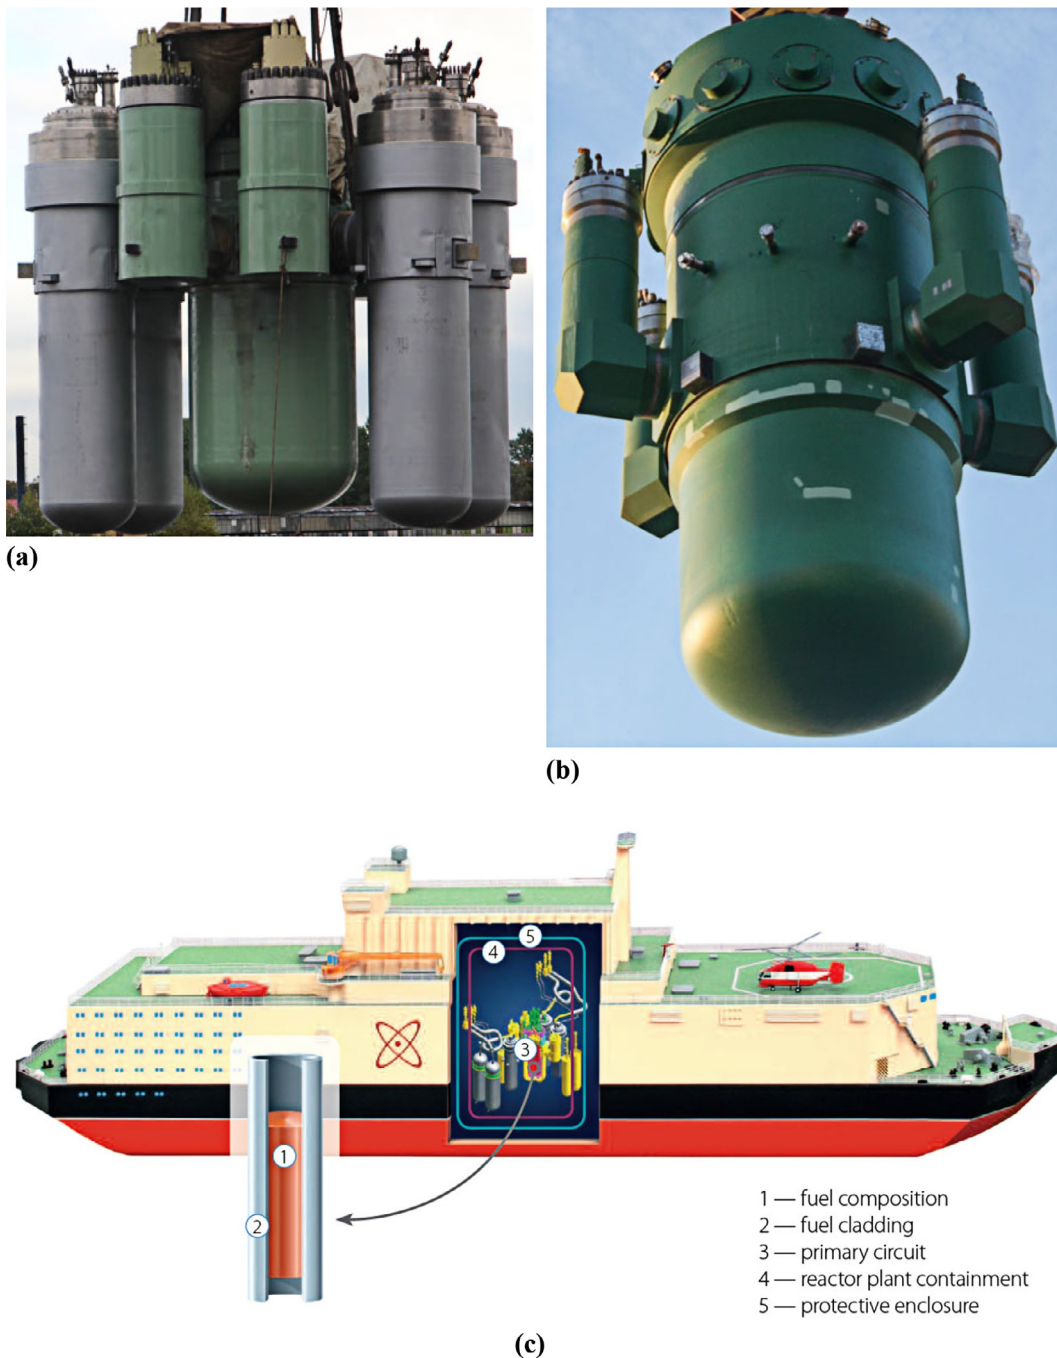 (a)
(b)
5
4
3
1
2
1 — fuel composition
2 — fuel cladding
3 — primary circuit
4 — reactor plant containment
5 — protective enclosure
(c)